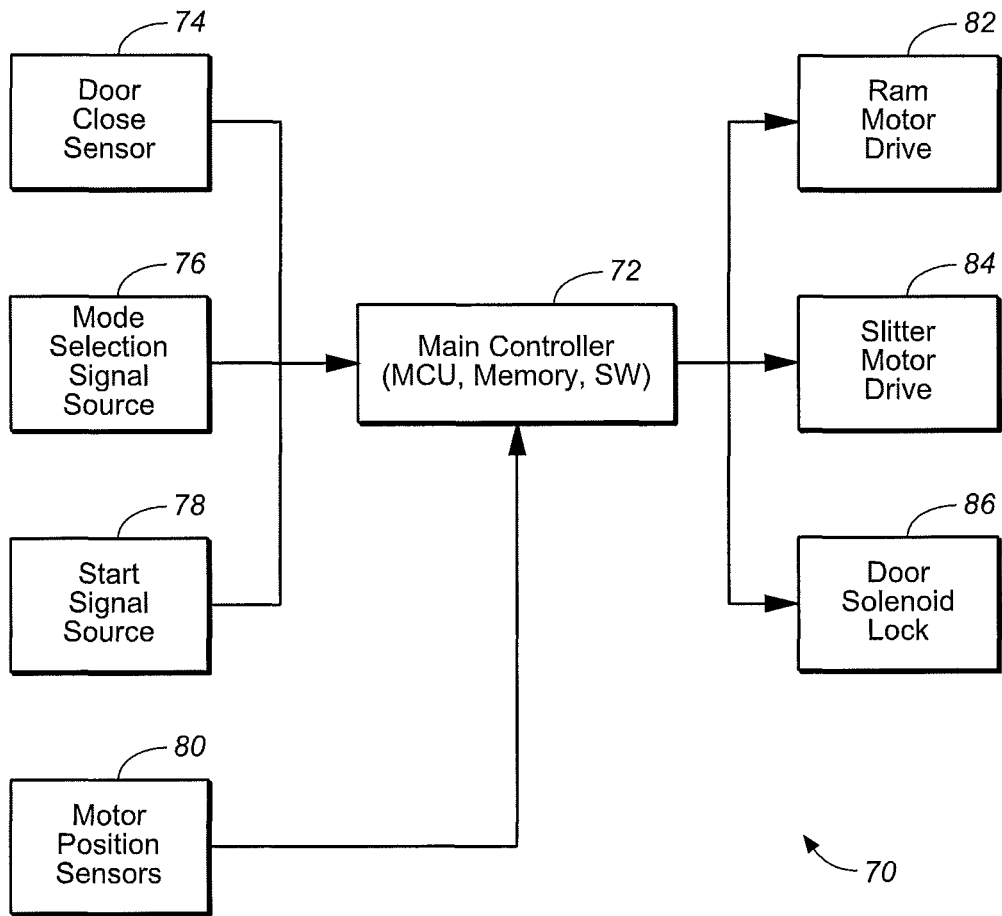 74
Door
Close
Sensor
76
Mode
Selection
Signal
Source
78
Start
Signal
Source
80
Motor
Position
Sensors
72
Main Controller
(MCU, Memory, SW)
82
Ram
Motor
Drive
84
Slitter
Motor
Drive
86
Door
Solenoid
Lock
70